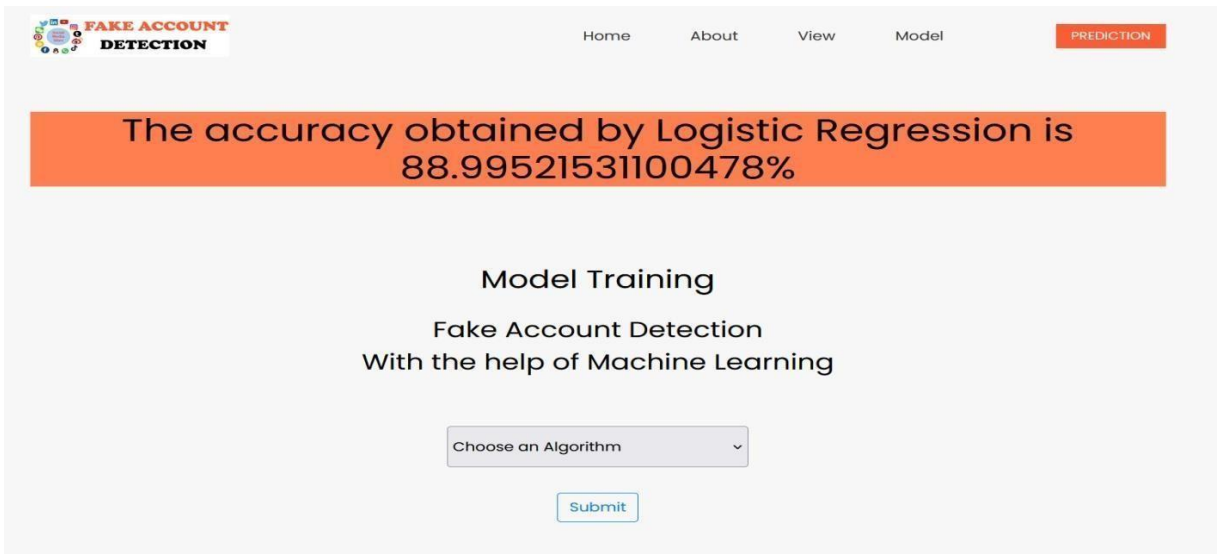 FAKE ACCOUNT
DETECTION
Home About View Model PREDICTION
The accuracy obtained by Logistic Regression is
88.99521531100478%
Model Training
Fake Account Detection
With the help of Machine Learning
Choose an Algorithm
Submit